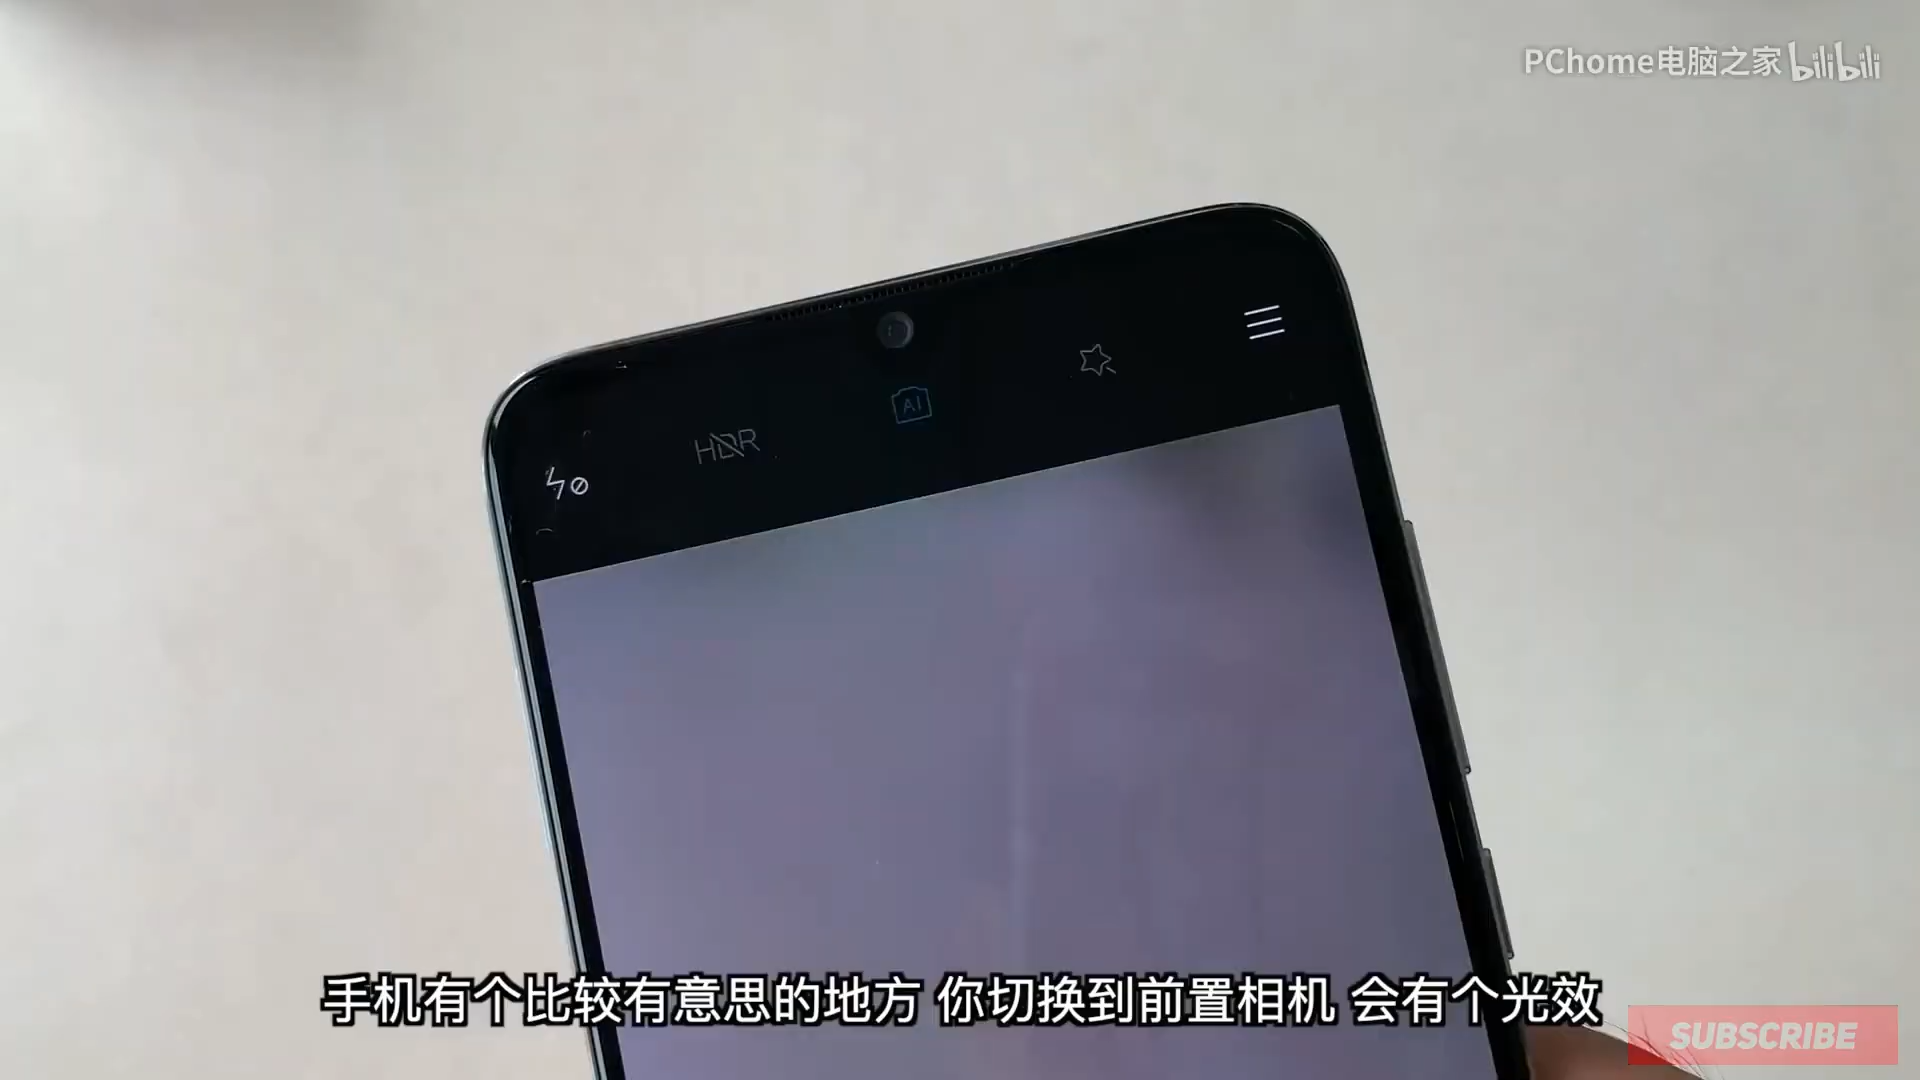 PChome电脑之家 bilibili
HDR
AI
手机有个比较有意思的地方 你切换到前置相机 会有个光效
SUBSCRIBE